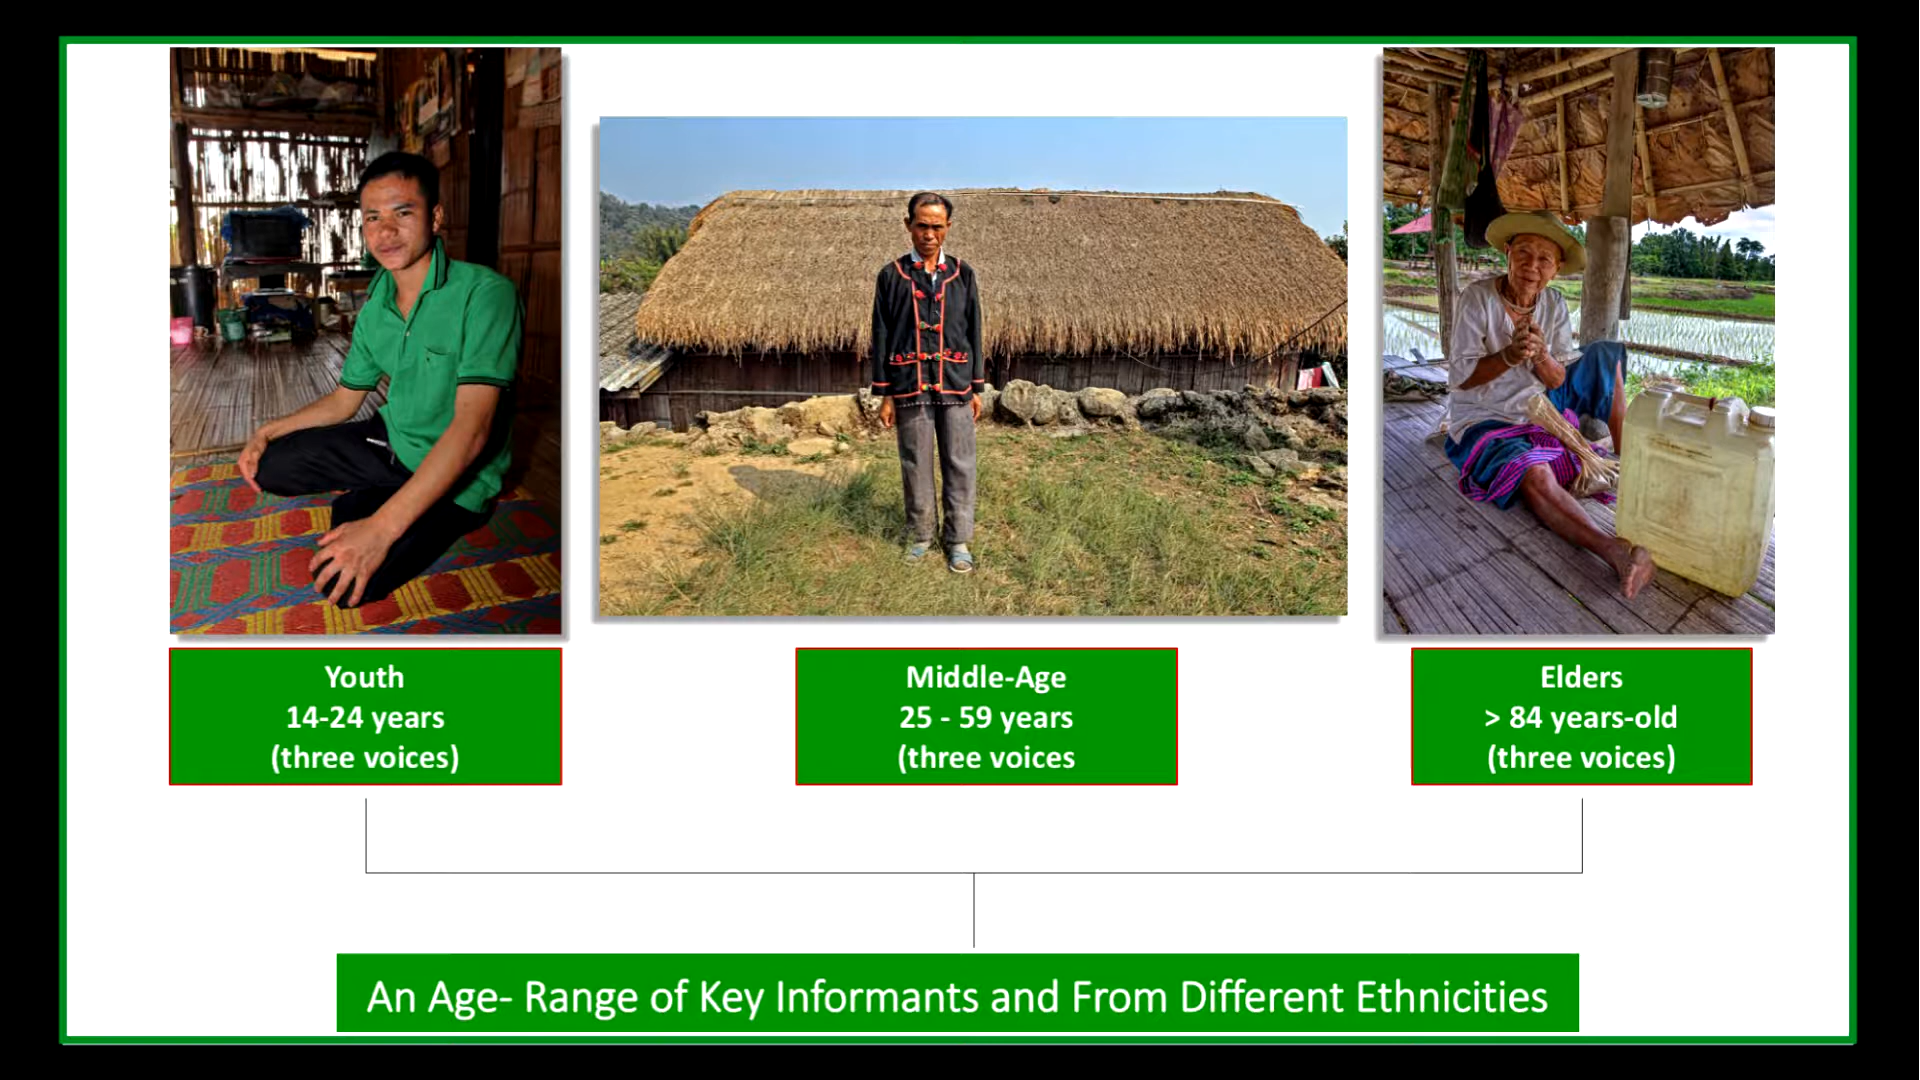 Youth
14-24 years
(three voices)
Middle-Age
25 - 59 years
(three voices
Elders
> 84 years-old
(three voices)
An Age- Range of Key Informants and From Different Ethnicities